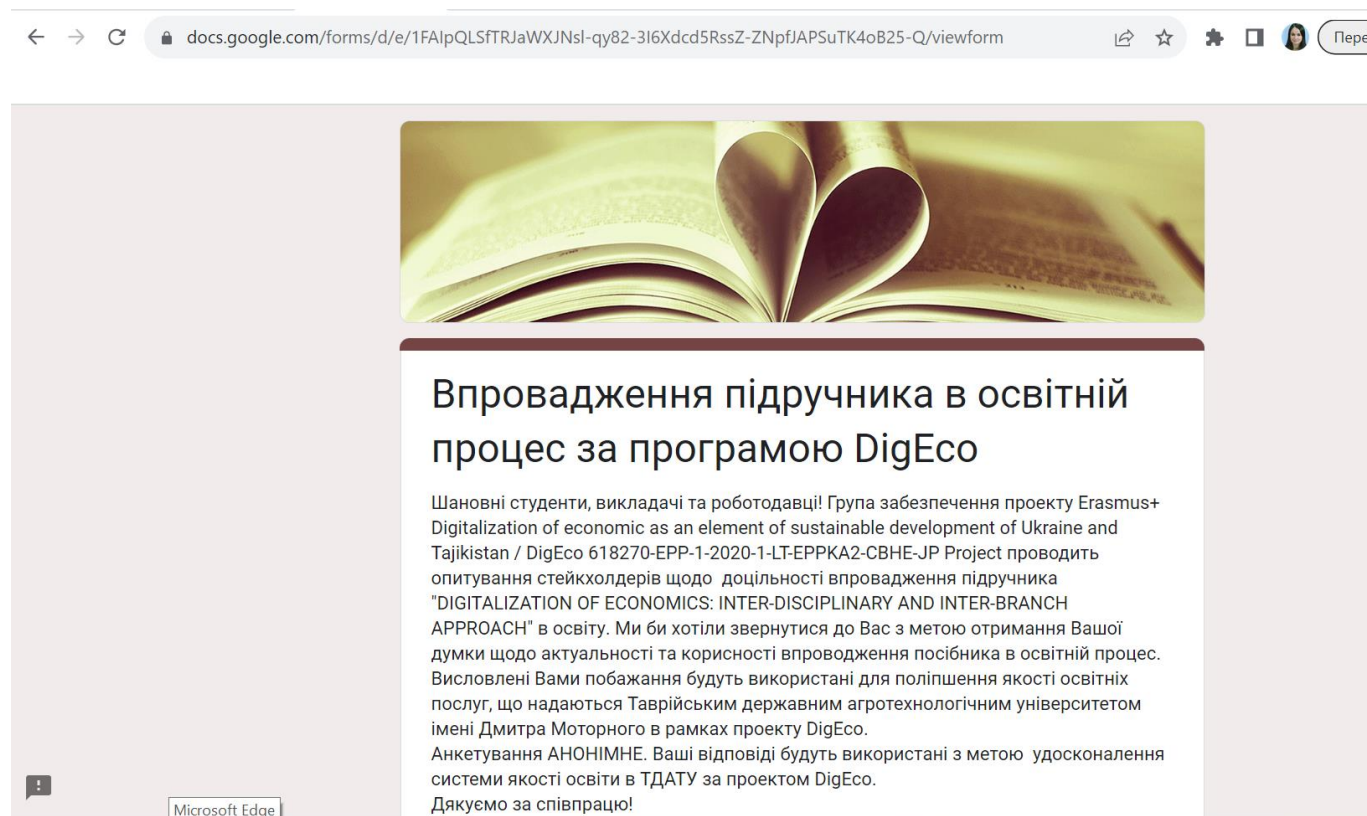 docs.google.com/forms/d/e/1FAIpQLSfTRJaWXJNsl-qy82-3I6Xdcd5RssZ-ZNpfJAPSuTK4oB25-Q/viewform
Пере
Впровадження підручника в освітній
процес за програмою DigEco
Шановні студенти, викладачі та роботодавці! Група забезпечення проекту Erasmus+
Digitalization of economic as an element of sustainable development of Ukraine and
Tajikistan / DigEco 618270-EPP-1-2020-1-LT-EPPKA2-CBHE-JP Project проводить
опитування стейкхолдерів щодо доцільності впровадження підручника
"DIGITALIZATION OF ECONOMICS: INTER-DISCIPLINARY AND INTER-BRANCH
APPROACH" в освіту. Ми би хотіли звернутися до Вас з метою отримання Вашої
думки щодо актуальності та корисності впроводження посібника в освітній процес.
Висловлені Вами побажання будуть використані для поліпшення якості освітніх
послуг, що надаються Таврійським державним агротехнологічним університетом
імені Дмитра Моторного в рамках проекту DigEco.
Анкетування АНОНІМНЕ. Ваші відповіді будуть використані з метою удосконалення
системи якості освіти в ТДАТУ за проектом DigEco.
Дякуємо за співпрацю!
Microsoft Edge